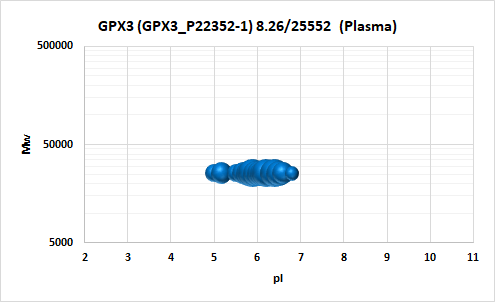 GPX3 (GPX3_P22352-1) 8.26/25552 (Plasma)
500000
50000
5000
Mw
2 3 4 5 6 7 8 9 10 11
pI